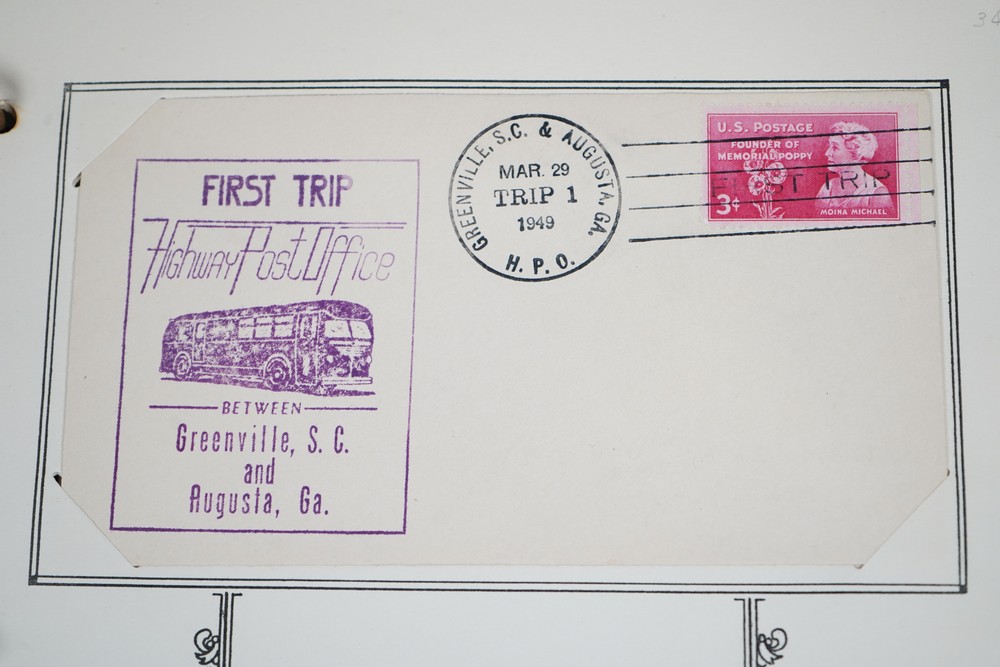 34
FIRST TRIP
Highway Post Office
BETWEEN
Greenville, S. C.
and
Augusta, Ga.
GREENVILLE, S.C. & AUGUSTA, GA.
MAR. 29
TRIP 1
1949
H. P. O.
U.S. POSTAGE
FOUNDER OF
MEMORIAL POPPY
FIRST TRIP
3¢
MOINA MICHAEL